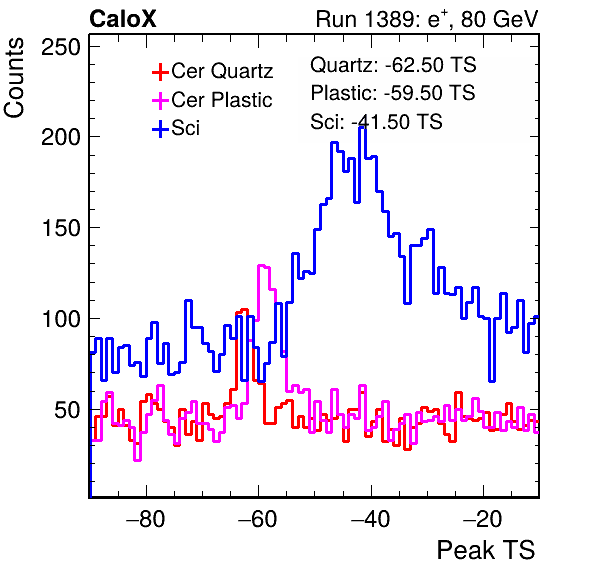 CaloX Run 1389: e⁺, 80 GeV
Counts
250
200
150
100
50
Cer Quartz
Cer Plastic
Sci
Quartz: -62.50 TS
Plastic: -59.50 TS
Sci: -41.50 TS
−80 −60 −40 −20
Peak TS